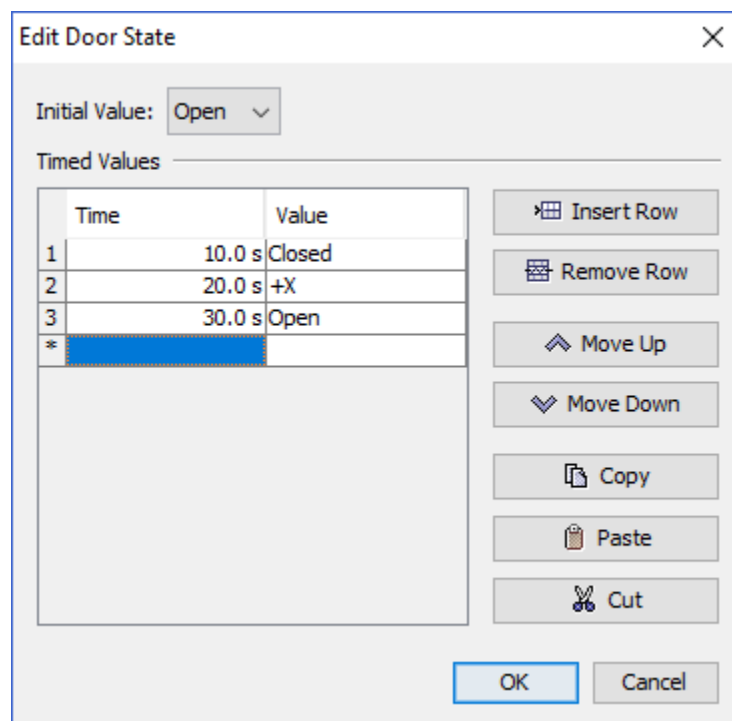 Edit Door State
Initial Value: Open
Timed Values
Time Value
1 10.0 s Closed
2 20.0 s +X
3 30.0 s Open
*
Insert Row
Remove Row
Move Up
Move Down
Copy
Paste
Cut
OK Cancel